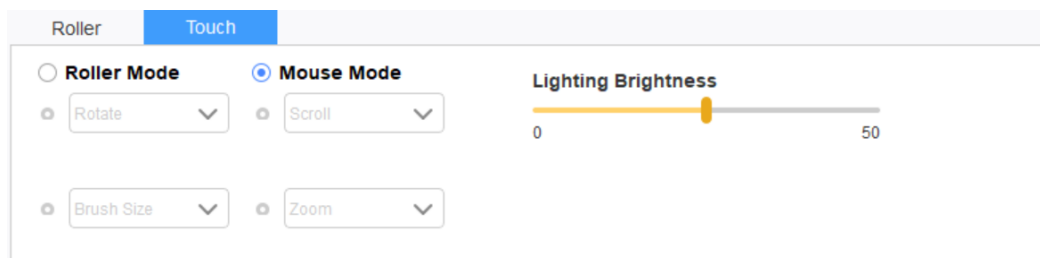 Roller Touch
Roller Mode Mouse Mode
Lighting Brightness
Rotate Scroll
0 50
Brush Size Zoom